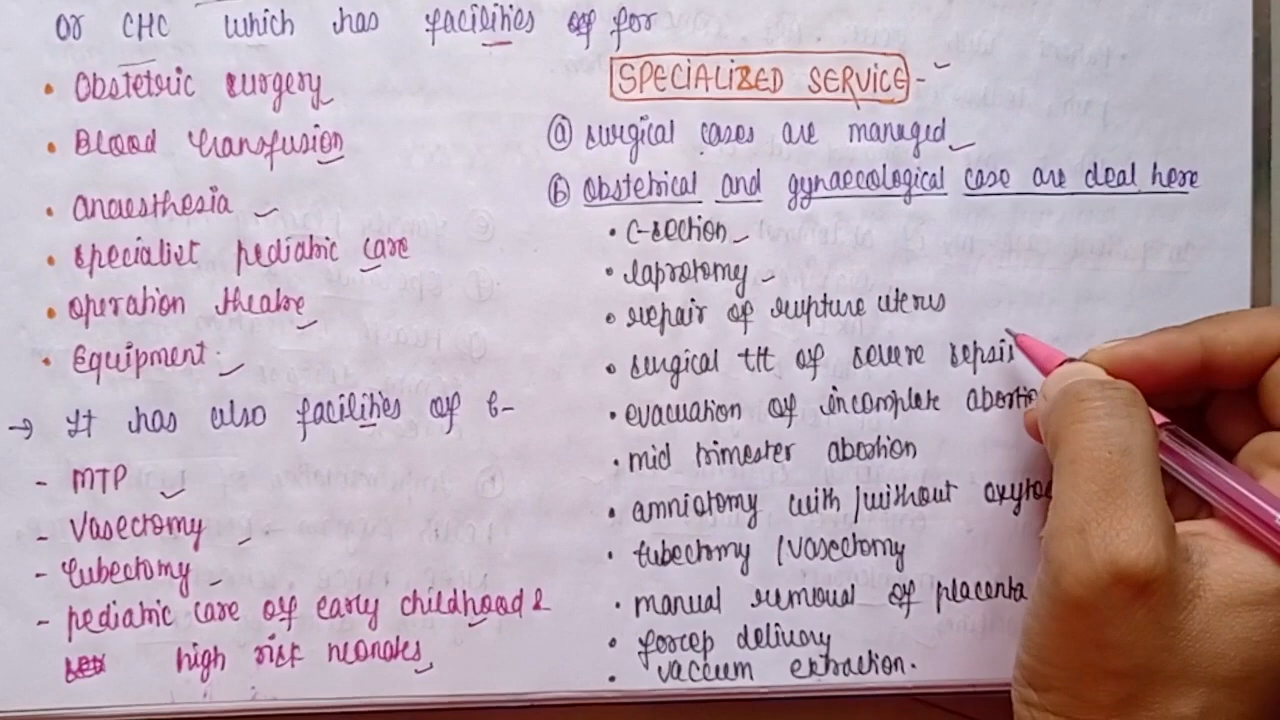 or CHC which has facilities of for
• Obstetric surgery
• Blood transfusion
• anaesthesia
• specialist pediatric care
• operation theatre
• Equipment
→ It has also facilities of :-
- MTP
- Vasectomy
- tubectomy
- pediatric care of early childhood &
high risk neonates
SPECIALIZED SERVICE -
(a) surgical cases are managed
(b) obstetrical and gynaecological case are deal here
• C-section
• laprotomy
• repair of rupture uterus
• surgical tt of severe sepsis
• evacuation of incomplete
• mid trimester abortion
• amniotomy with/without
• tubectomy /vasectomy
• manual removal of placenta
• forcep delivery
• vaccum extraction.